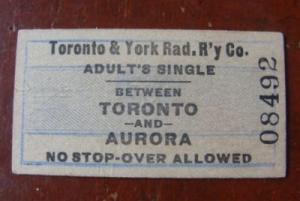 Toronto & York Rad. R'y Co.
ADULT'S SINGLE
BETWEEN
TORONTO
—AND—
AURORA
NO STOP-OVER ALLOWED
08492